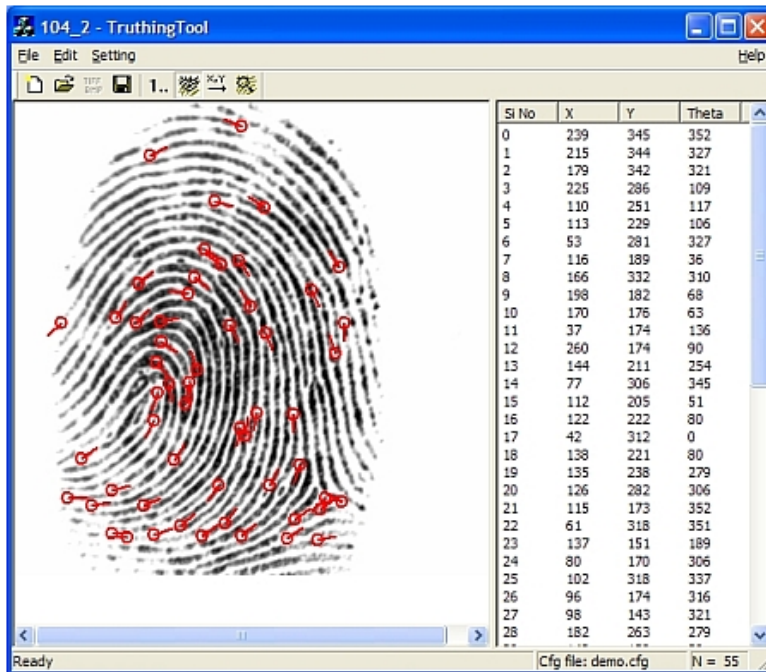 104_2 - TruthingTool
File Edit Setting Help
1.. X,Y
Si No X Y Theta
0 239 345 352
1 215 344 327
2 179 342 321
3 225 286 109
4 110 251 117
5 113 229 106
6 53 281 327
7 116 189 36
8 166 332 310
9 198 182 68
10 170 176 63
11 37 174 136
12 260 174 90
13 144 211 254
14 77 306 345
15 112 205 51
16 122 222 80
17 42 312 0
18 138 221 80
19 135 238 279
20 126 282 306
21 115 173 352
22 61 318 351
23 137 151 189
24 80 170 306
25 102 318 337
26 96 174 316
27 98 143 321
28 182 263 279
Ready Cfg file: demo.cfg N = 55